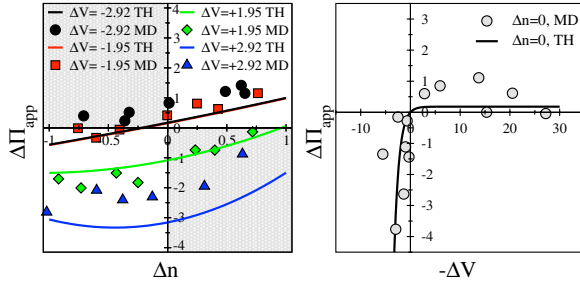 ΔV= -2.92 TH
ΔV= -2.92 MD
ΔV= -1.95 TH
ΔV= -1.95 MD
ΔV=+1.95 MD
ΔV=+1.95 TH
ΔV=+2.92 TH
ΔV=+2.92 MD
4
3
2
1
0
-1
-2
-3
-4
-1
-0.5
0
0.5
1
ΔΠapp
Δn
Δn=0, MD
Δn=0, TH
3
2
1
0
-1
-2
-3
-4
-10
0
10
20
30
ΔΠapp
-ΔV